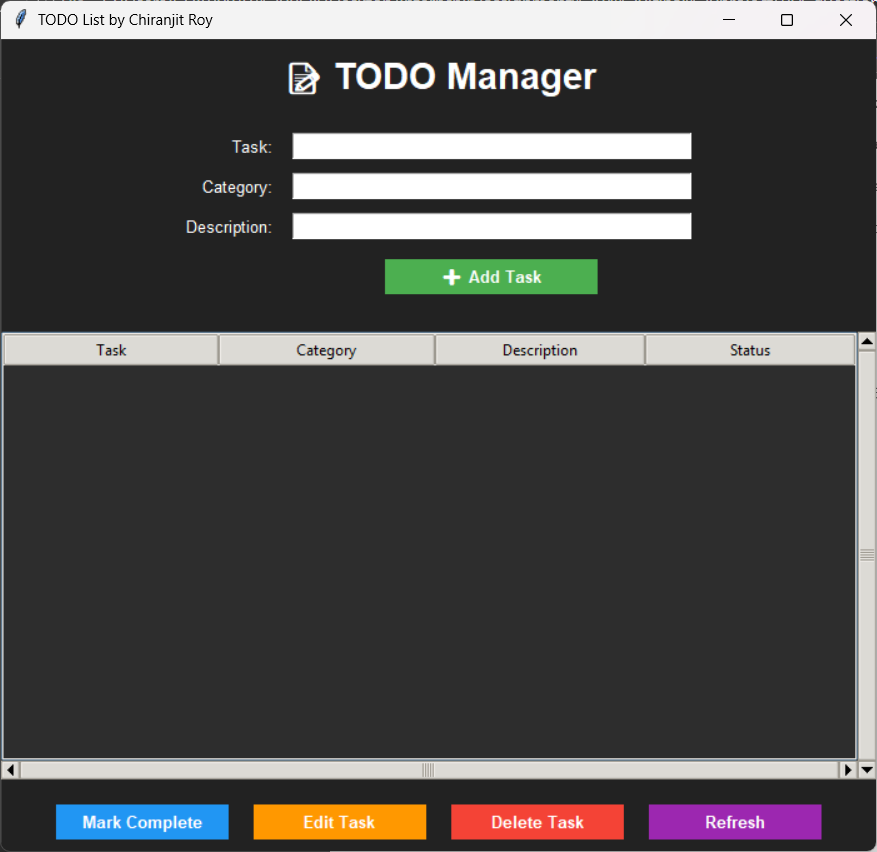 TODO List by Chiranjit Roy
TODO Manager
Task:
Category:
Description:
Add Task
Task Category Description Status
Mark Complete Edit Task Delete Task Refresh